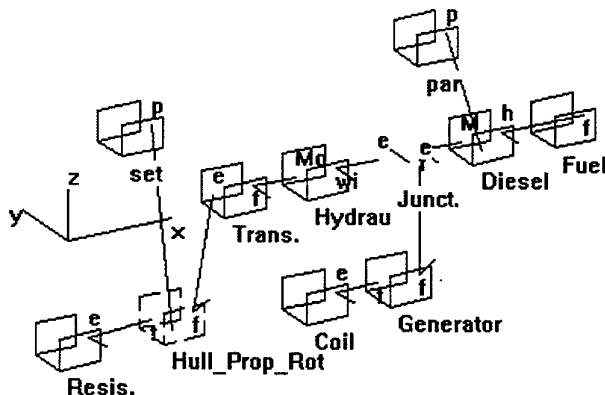 p
par
M h
f
Fuel
Diesel
e e
Junct.
p
set
z
y
x
e
f
Trans.
Mo
wi
Hydrau
e
f
Generator
Coil
e
f
Hull_Prop_Rot
Resis.